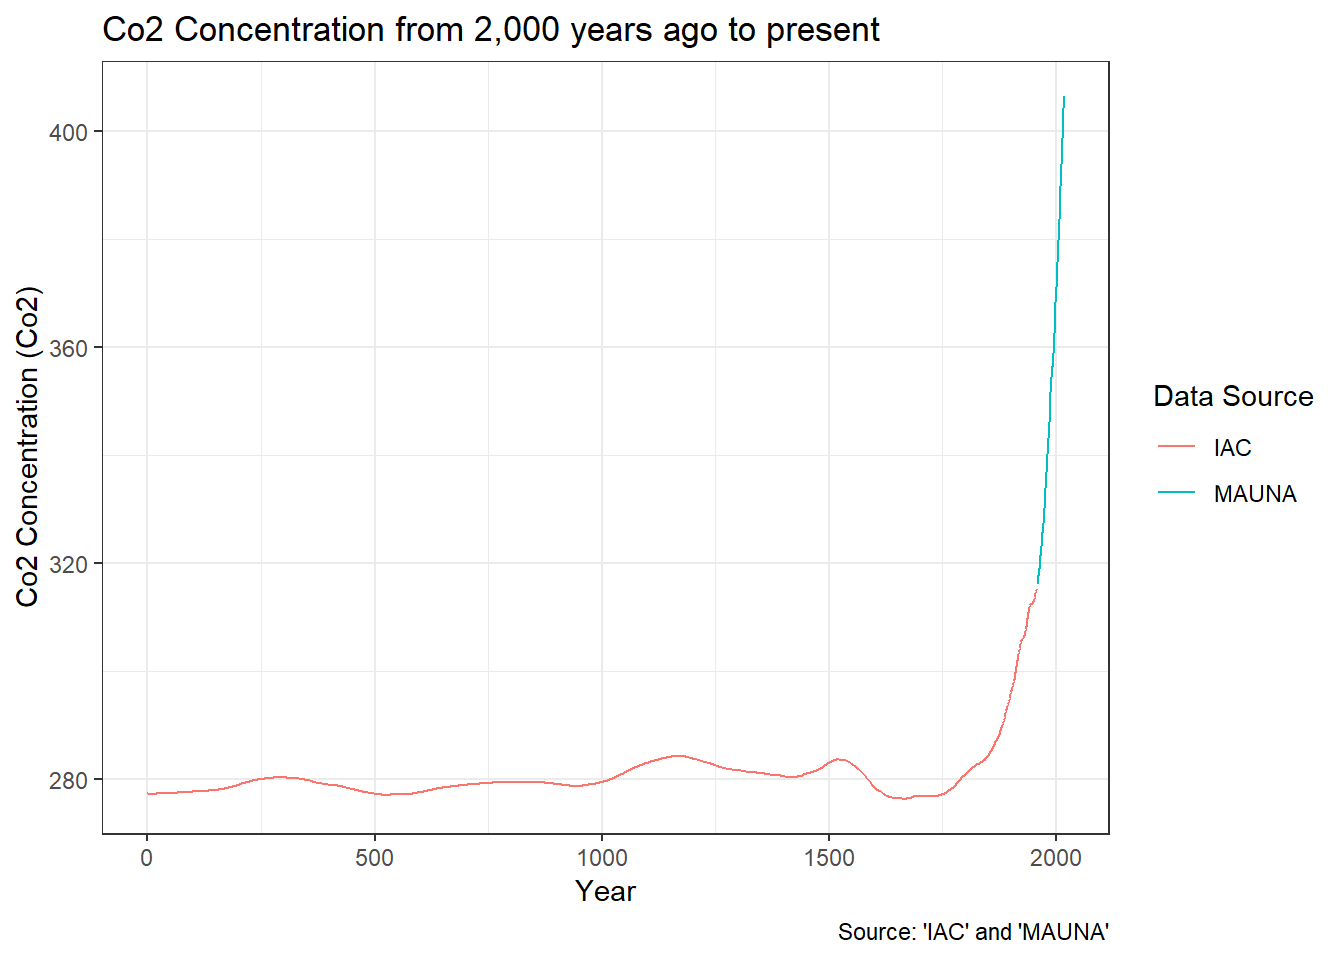 Co2 Concentration from 2,000 years ago to present
Co2 Concentration (Co2)
400
360
320
280
0 500 1000 1500 2000
Year
Data Source
IAC
MAUNA
Source: 'IAC' and 'MAUNA'